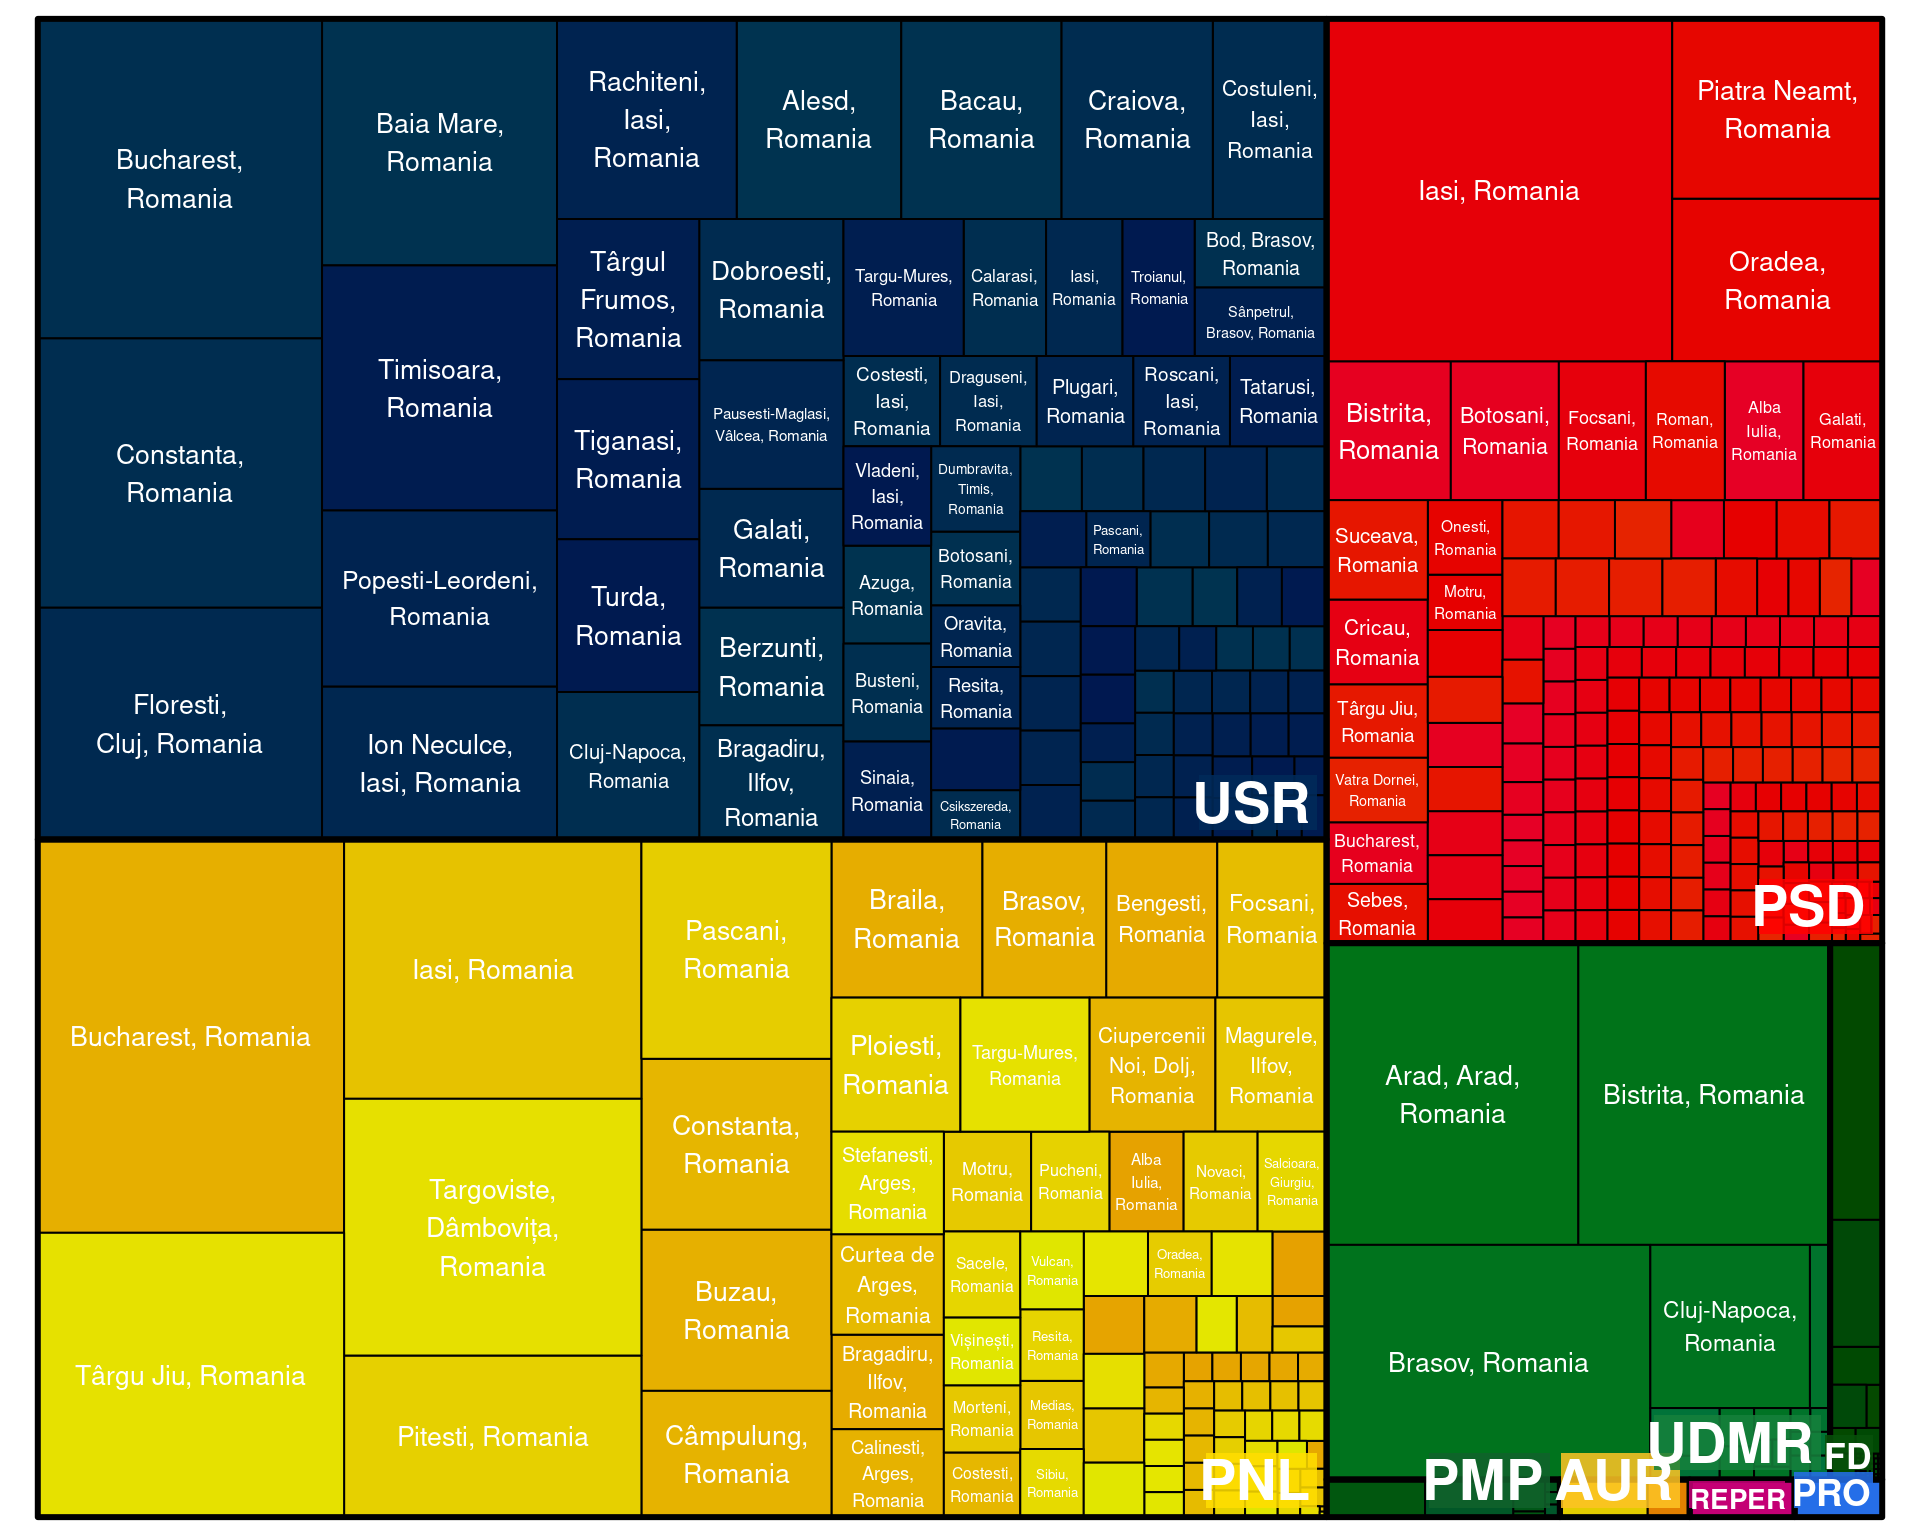 Bucharest,
Romania
Constanta,
Romania
Floresti,
Cluj, Romania
Baia Mare,
Romania
Timisoara,
Romania
Popesti-Leordeni,
Romania
Ion Neculce,
Iasi, Romania
Rachiteni,
Iasi,
Romania
Alesd,
Romania
Bacau,
Romania
Craiova,
Romania
Costuleni,
Iasi,
Romania
Târgul
Frumos,
Romania
Tiganasi,
Romania
Turda,
Romania
Cluj-Napoca,
Romania
Dobroesti,
Romania
Pausesti-Maglasi,
Vâlcea, Romania
Galati,
Romania
Berzunti,
Romania
Bragadiru,
Ilfov,
Romania
Targu-Mures,
Romania
Calarasi,
Romania
Iasi,
Romania
Troianul,
Romania
Bod, Brasov,
Romania
Sânpetrul,
Brasov, Romania
Costesti,
Iasi,
Romania
Draguseni,
Iasi,
Romania
Plugari,
Romania
Roscani,
Iasi,
Romania
Tatarusi,
Romania
Vladeni,
Iasi,
Romania
Azuga,
Romania
Busteni,
Romania
Sinaia,
Romania
Dumbravita,
Timis,
Romania
Botosani,
Romania
Oravita,
Romania
Resita,
Romania
Csikszereda,
Romania
Pascani,
Romania
USR
Iasi, Romania
Piatra Neamt,
Romania
Oradea,
Romania
Bistrita,
Romania
Botosani,
Romania
Focsani,
Romania
Roman,
Romania
Alba
Iulia,
Romania
Galati,
Romania
Suceava,
Romania
Cricau,
Romania
Târgu Jiu,
Romania
Vatra Dornei,
Romania
Bucharest,
Romania
Sebes,
Romania
Onesti,
Romania
Motru,
Romania
PSD
Bucharest, Romania
Târgu Jiu, Romania
Iasi, Romania
Targoviste,
Dâmbovița,
Romania
Pitesti, Romania
Pascani,
Romania
Constanta,
Romania
Buzau,
Romania
Câmpulung,
Romania
Braila,
Romania
Brasov,
Romania
Bengesti,
Romania
Focsani,
Romania
Ploiesti,
Romania
Targu-Mures,
Romania
Ciupercenii
Noi, Dolj,
Romania
Magurele,
Ilfov,
Romania
Stefanesti,
Arges,
Romania
Curtea de
Arges,
Romania
Bragadiru,
Ilfov,
Romania
Calinesti,
Arges,
Romania
Motru,
Romania
Pucheni,
Romania
Alba
Iulia,
Romania
Novaci,
Romania
Salcioara,
Giurgiu,
Romania
Sacele,
Romania
Vișinești,
Romania
Morteni,
Romania
Costesti,
Romania
Vulcan,
Romania
Resita,
Romania
Medias,
Romania
Sibiu,
Romania
Oradea,
Romania
PNL
Arad, Arad,
Romania
Bistrita, Romania
Brasov, Romania
Cluj-Napoca,
Romania
UDMR
FD
PMP
AUR
REPER
PRO